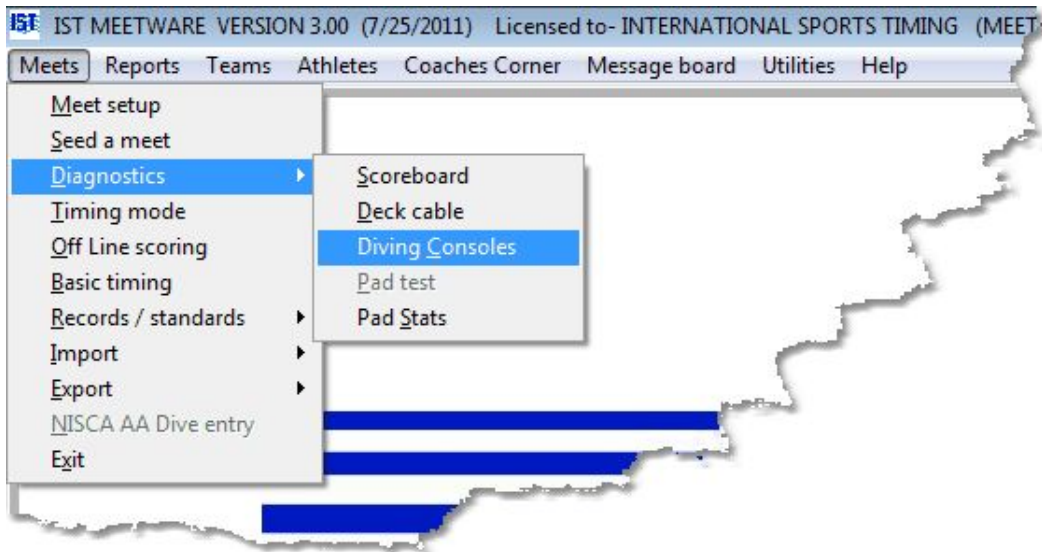 IST IST MEETWARE VERSION 3.00 (7/25/2011) Licensed to- INTERNATIONAL SPORTS TIMING (MEET
Meets Reports Teams Athletes Coaches Corner Message board Utilities Help
Meet setup
Seed a meet
Diagnostics
Timing mode
Off Line scoring
Basic timing
Records / standards
Import
Export
NISCA AA Dive entry
Exit
Scoreboard
Deck cable
Diving Consoles
Pad test
Pad Stats